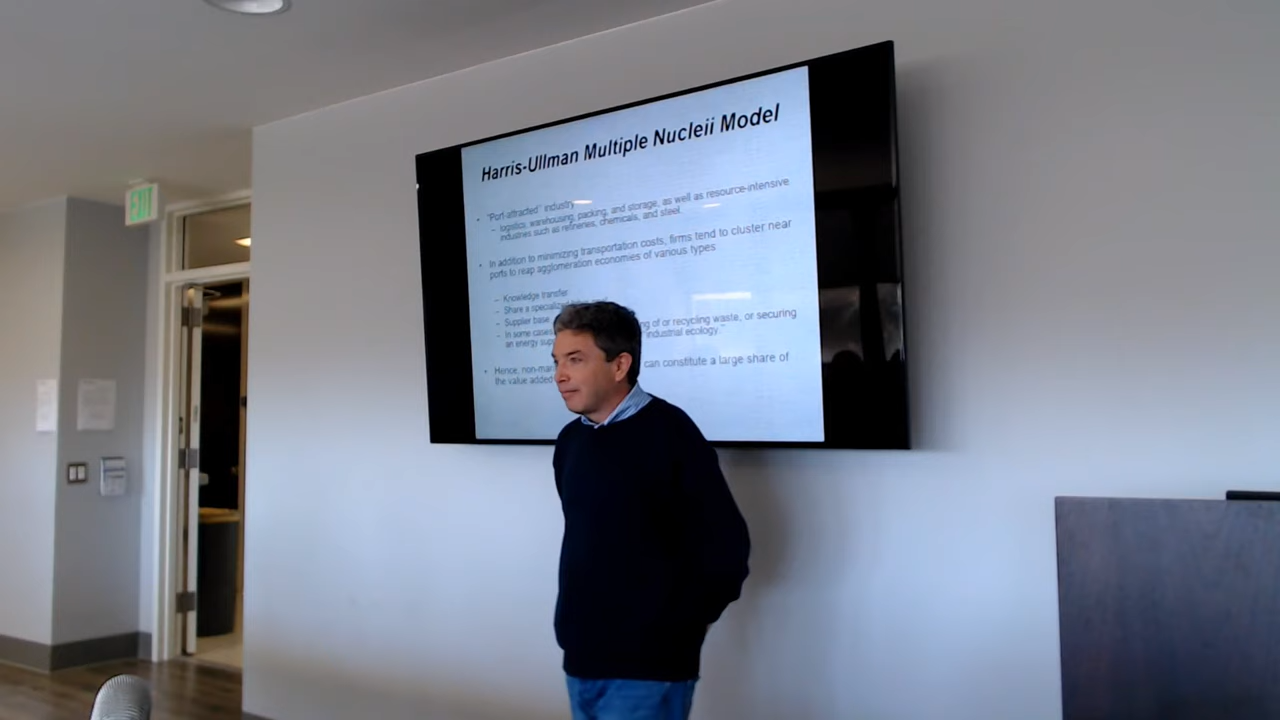 EXIT
Harris-Ullman Multiple Nucleii Model
• "Port-attracted" industry
– logistics, warehousing, packing, and storage, as well as resource-intensive
industries such as refineries, chemicals, and steel.
• In addition to minimizing transportation costs, firms tend to cluster near
ports to reap agglomeration economies of various types
– Knowledge transfer
– Share a specialized
– Supplier base
– In some cases of or recycling waste, or securing
an energy industrial ecology."
• Hence, can constitute a large share of
the value added